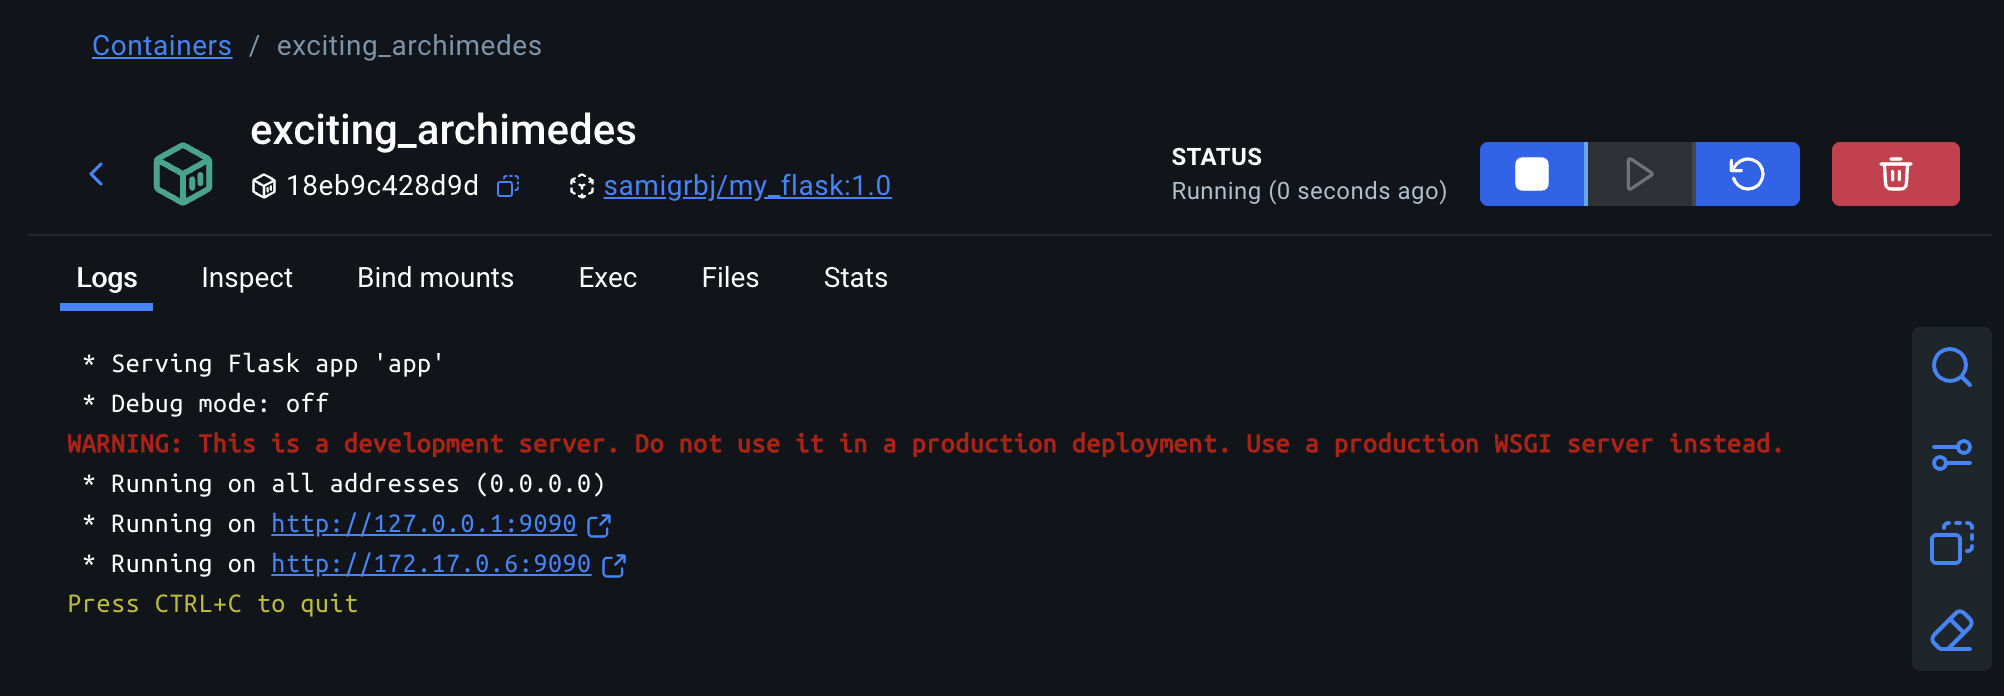 Containers / exciting_archimedes
exciting_archimedes
18eb9c428d9d samigrbj/my_flask:1.0
STATUS
Running (0 seconds ago)
Logs Inspect Bind mounts Exec Files Stats
* Serving Flask app 'app'
* Debug mode: off
WARNING: This is a development server. Do not use it in a production deployment. Use a production WSGI server instead.
* Running on all addresses (0.0.0.0)
* Running on http://127.0.0.1:9090
* Running on http://172.17.0.6:9090
Press CTRL+C to quit